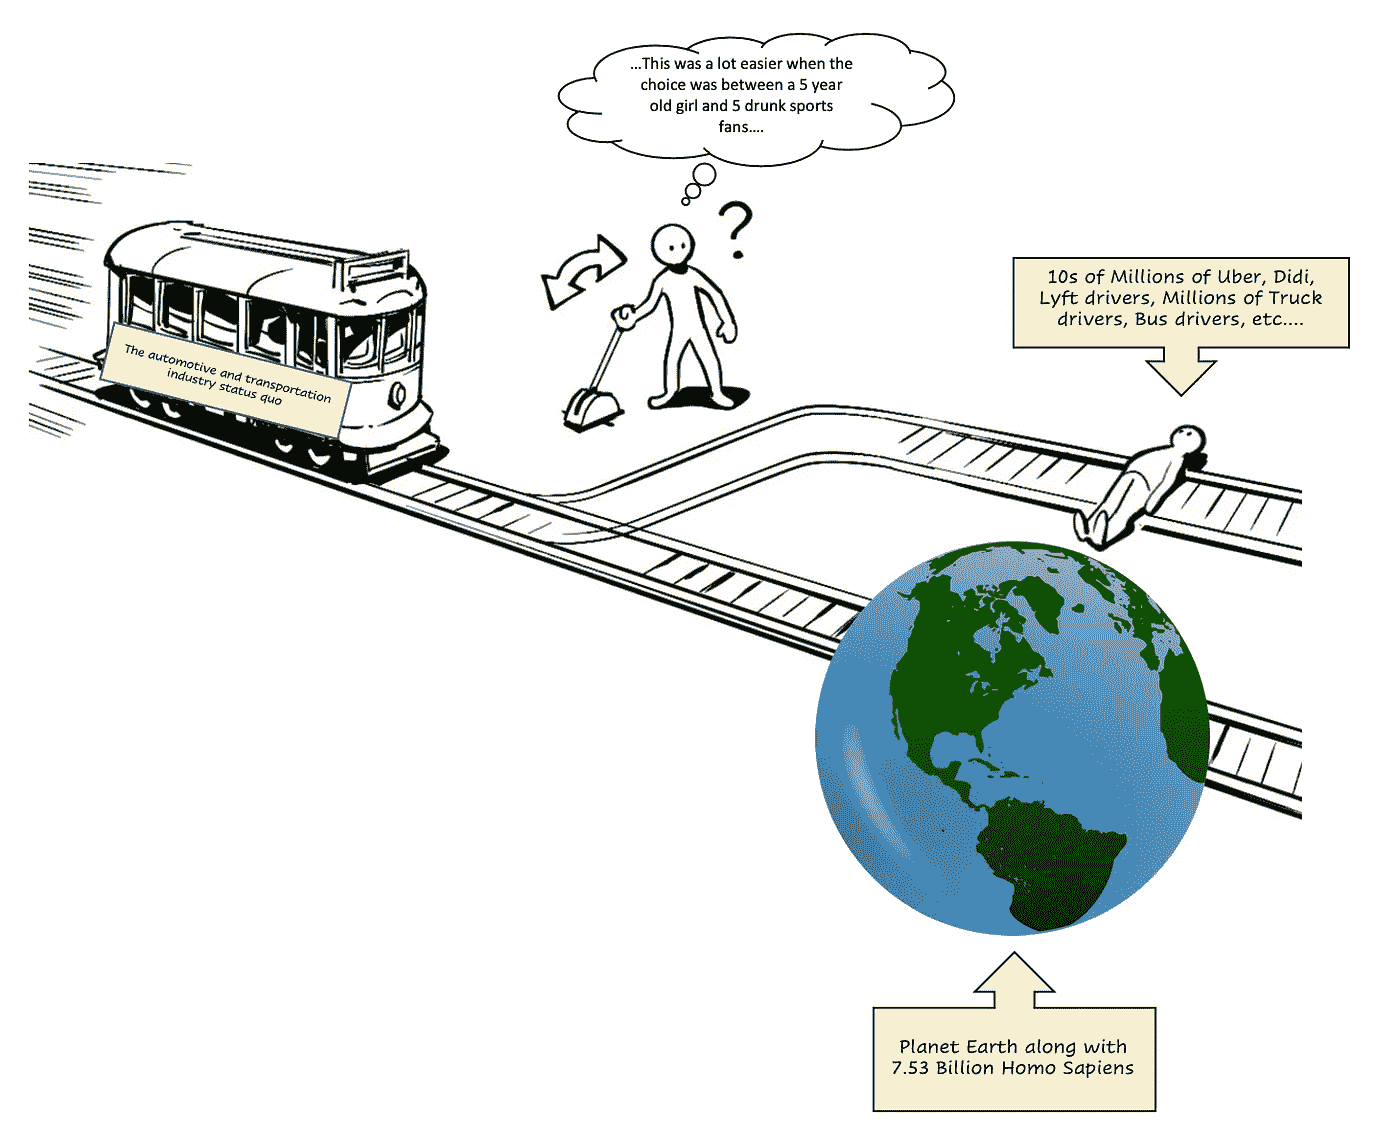 ...This was a lot easier when the
choice was between a 5 year
old girl and 5 drunk sports
fans....
?
10s of Millions of Uber, Didi,
Lyft drivers, Millions of Truck
drivers, Bus drivers, etc....
The automotive and transportation
industry status quo
Planet Earth along with
7.53 Billion Homo Sapiens